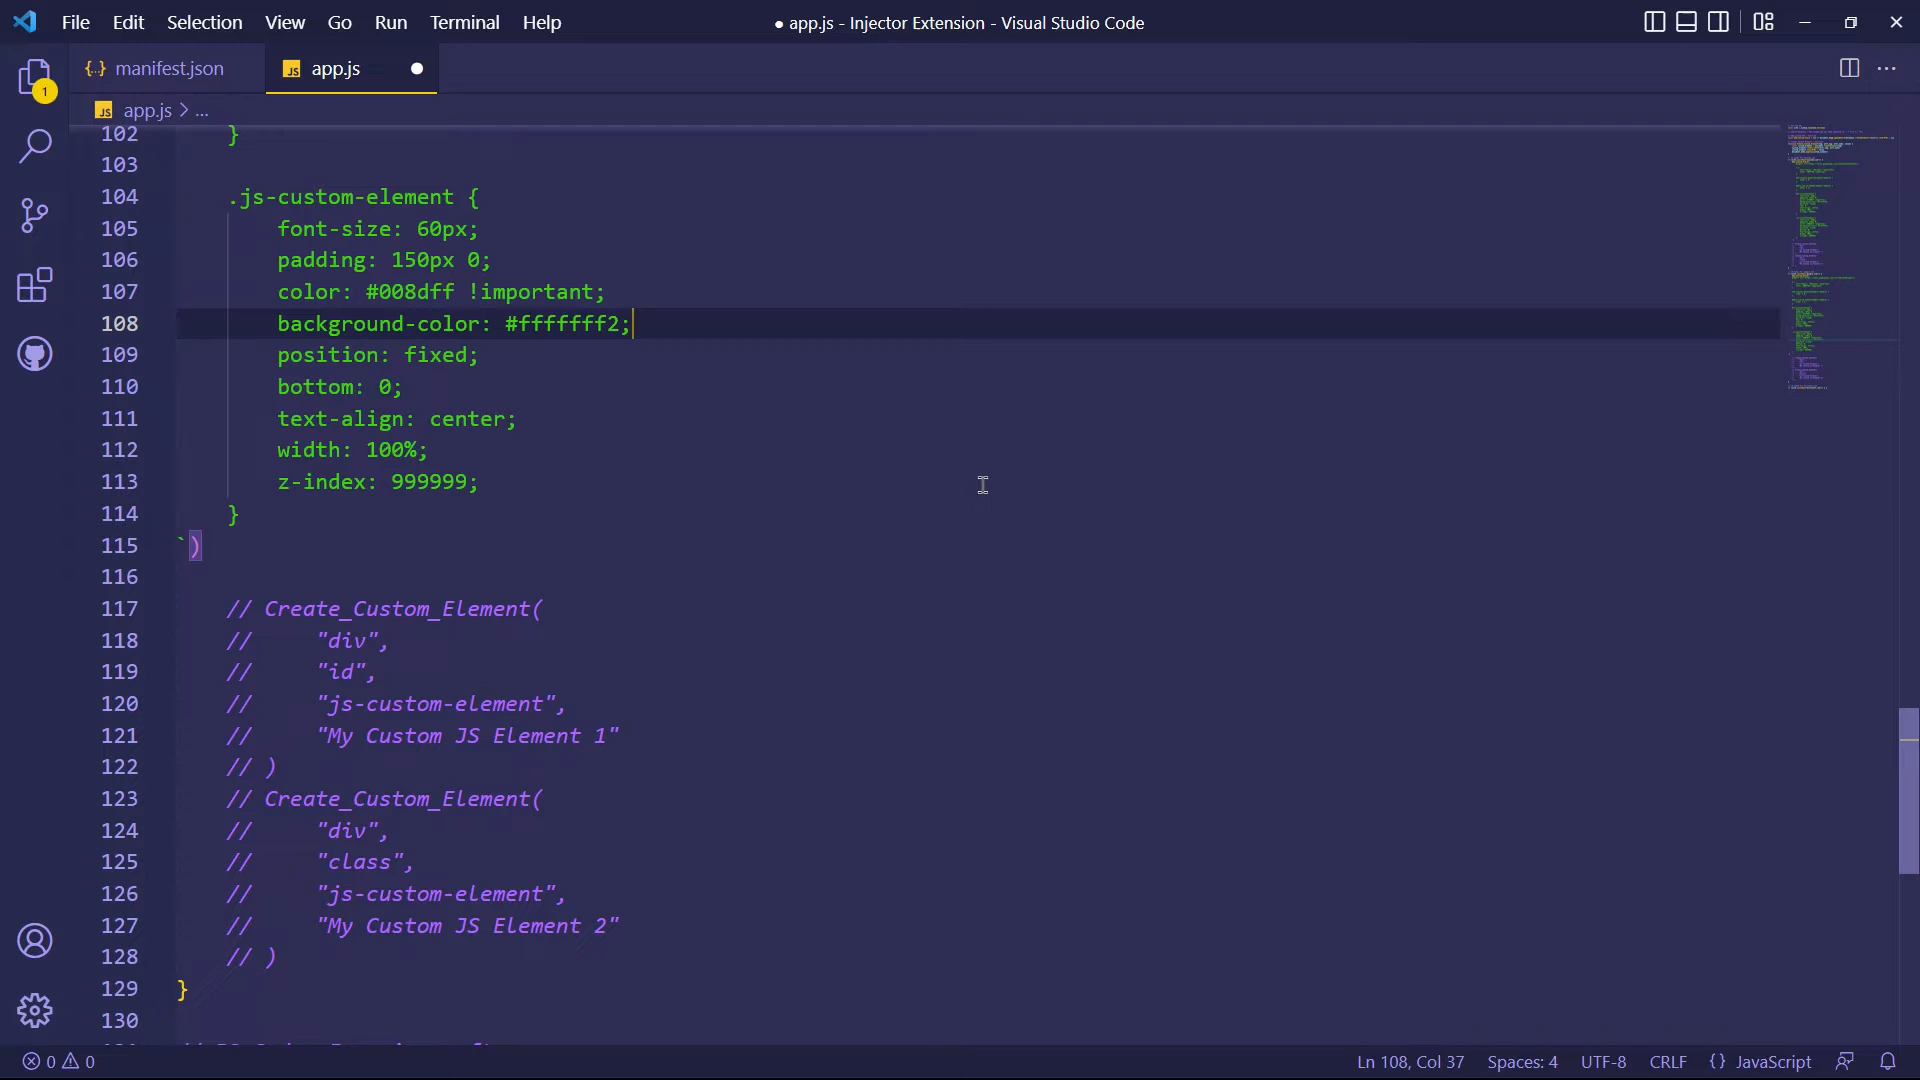 File Edit Selection View Go Run Terminal Help
● app.js - Injector Extension - Visual Studio Code
{..} manifest.json
JS app.js ●
1
JS app.js > ...
102 }
103
104 .js-custom-element {
105 font-size: 60px;
106 padding: 150px 0;
107 color: #008dff !important;
108 background-color: #fffffff2;
109 position: fixed;
110 bottom: 0;
111 text-align: center;
112 width: 100%;
113 z-index: 999999;
114 }
115 `)
116
117 // Create_Custom_Element(
118 // "div",
119 // "id",
120 // "js-custom-element",
121 // "My Custom JS Element 1"
122 // )
123 // Create_Custom_Element(
124 // "div",
125 // "class",
126 // "js-custom-element",
127 // "My Custom JS Element 2"
128 // )
129 }
130
0 0
Ln 108, Col 37 Spaces: 4 UTF-8 CRLF {} JavaScript